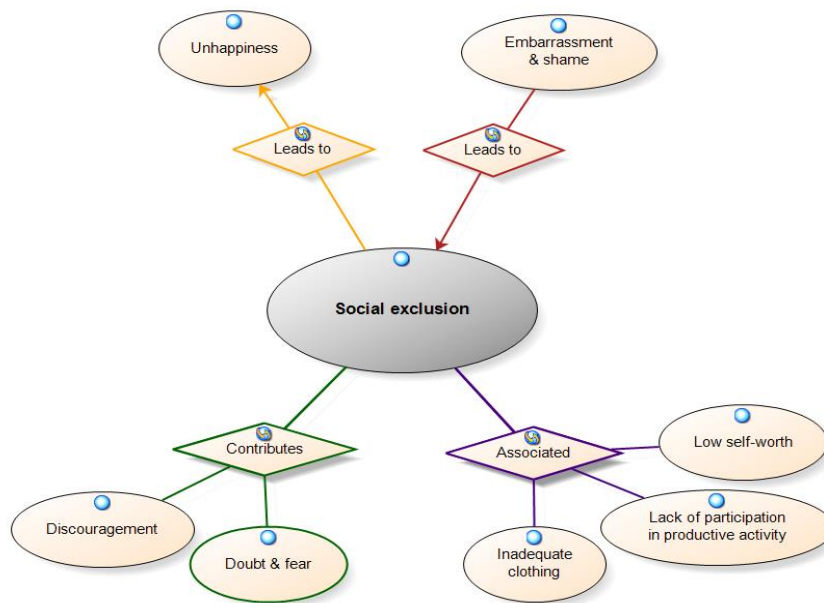 Unhappiness
Embarrassment
& shame
Leads to
Leads to
Social exclusion
Contributes
Associated
Low self-worth
Discouragement
Doubt & fear
Inadequate
clothing
Lack of participation
in productive activity